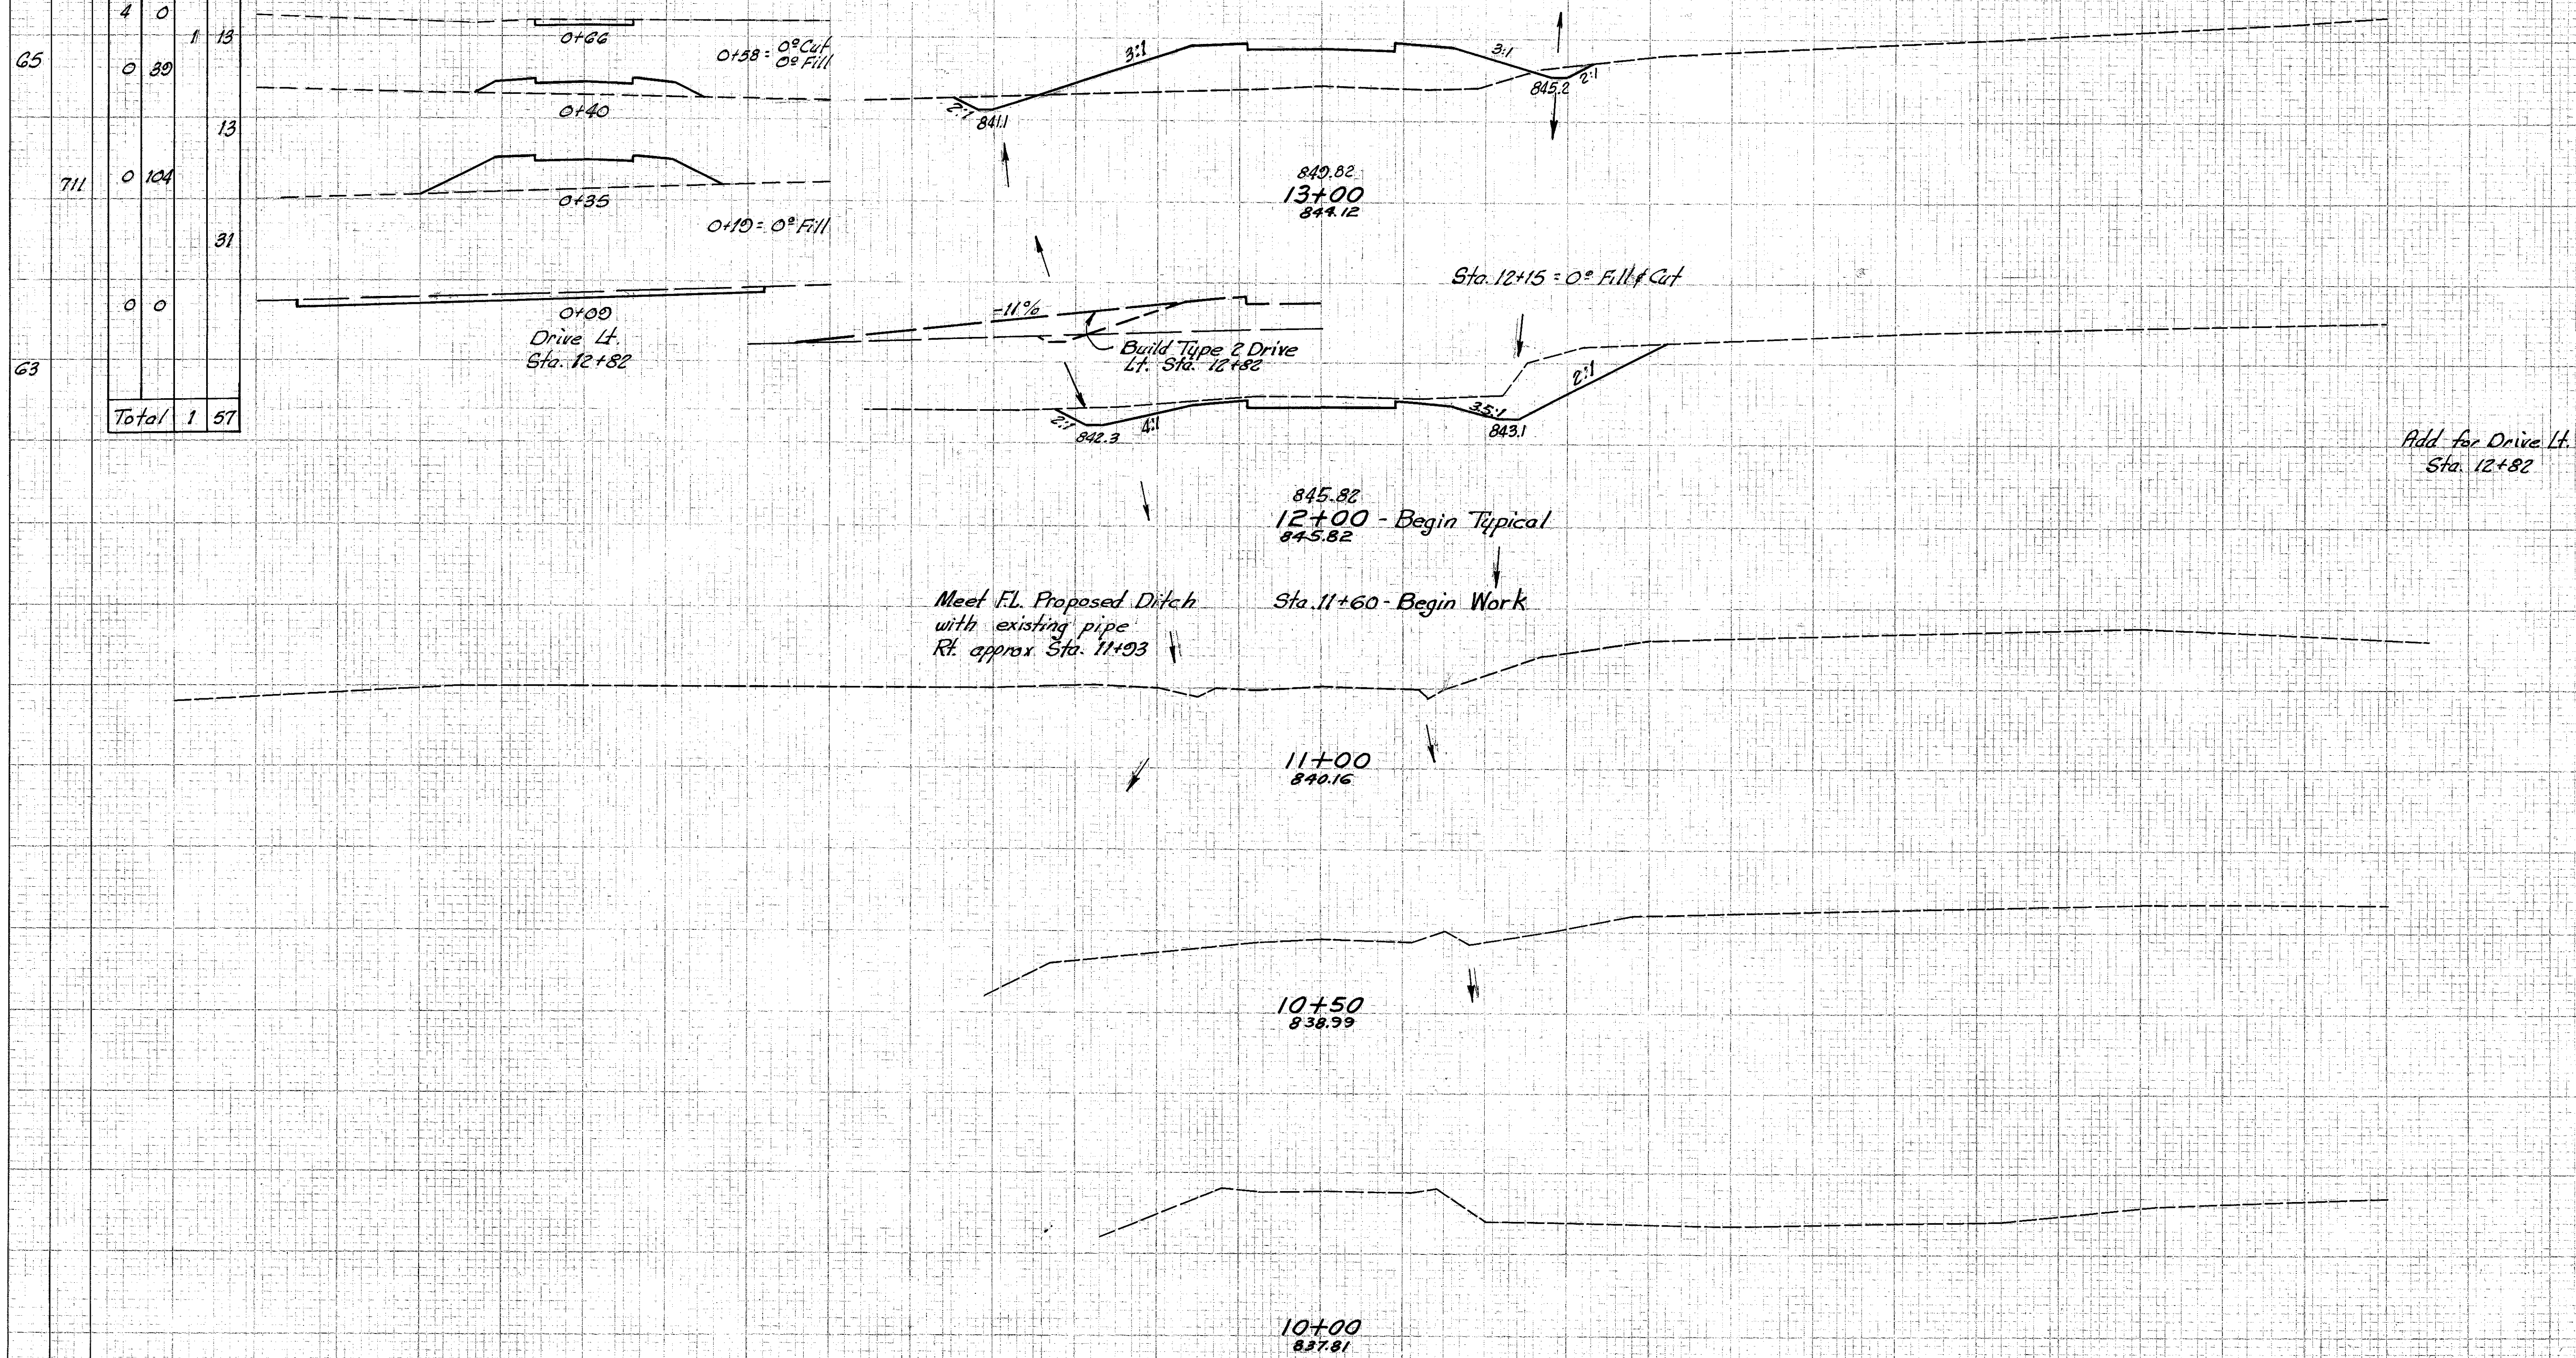 4 0
1 13
65
0 39
13
711
0 104
31
0 0
63
Total 1 57
0+66
0+58 = 0º Cut
0º Fill
0+40
0+35
0+19 = 0º Fill
0+09
Drive Lt.
Sta. 12+82
3:1
3:1
2:1
2:1
841.1
845.2
849.82
13+00
844.12
Sta. 12+15 = 0º Fill & Cut
-11%
Build Type 2 Drive
Lt. Sta. 12+82
2:1
842.3
4:1
3.5:1
843.1
2:1
Add for Drive Lt.
Sta. 12+82
845.82
12+00 - Begin Typical
845.82
Meet F.L. Proposed Ditch
with existing pipe
Rt. approx Sta. 11+93
Sta. 11+60 - Begin Work
11+00
840.16
10+50
838.99
10+00
837.81